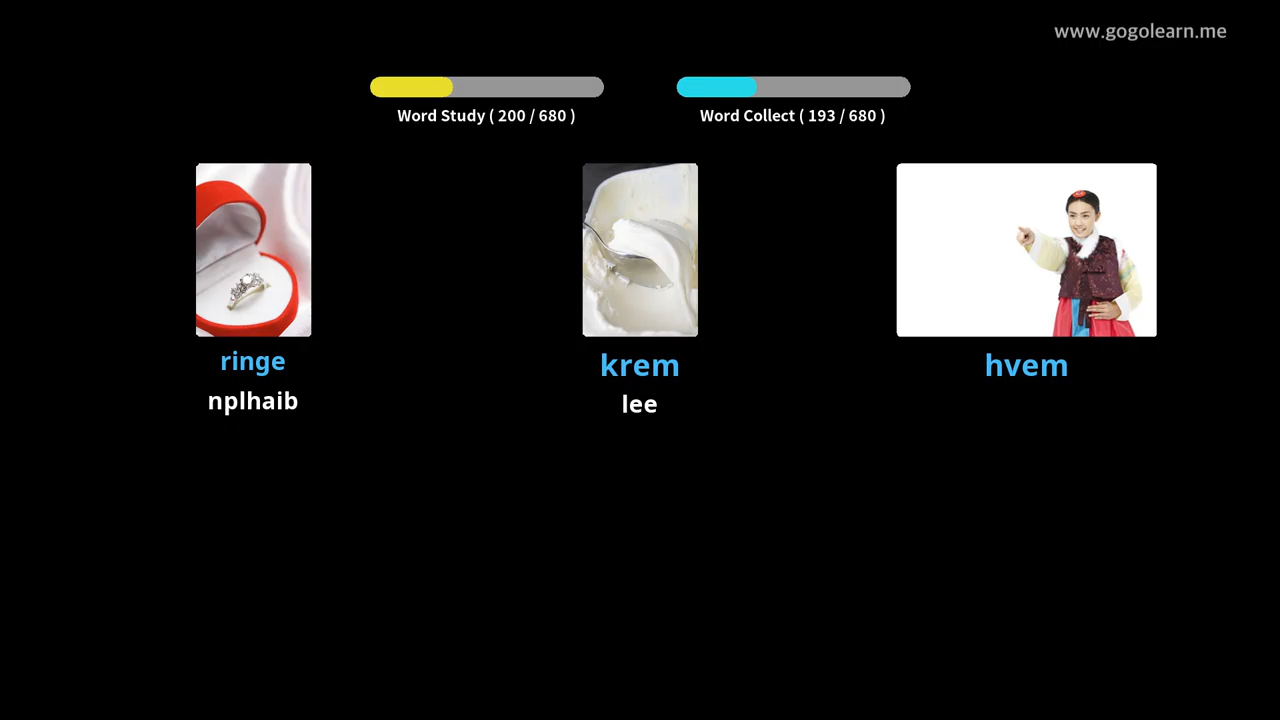 www.gogolearn.me
Word Study ( 200 / 680 )
Word Collect ( 193 / 680 )
ringe
krem
hvem
nplhaib
lee